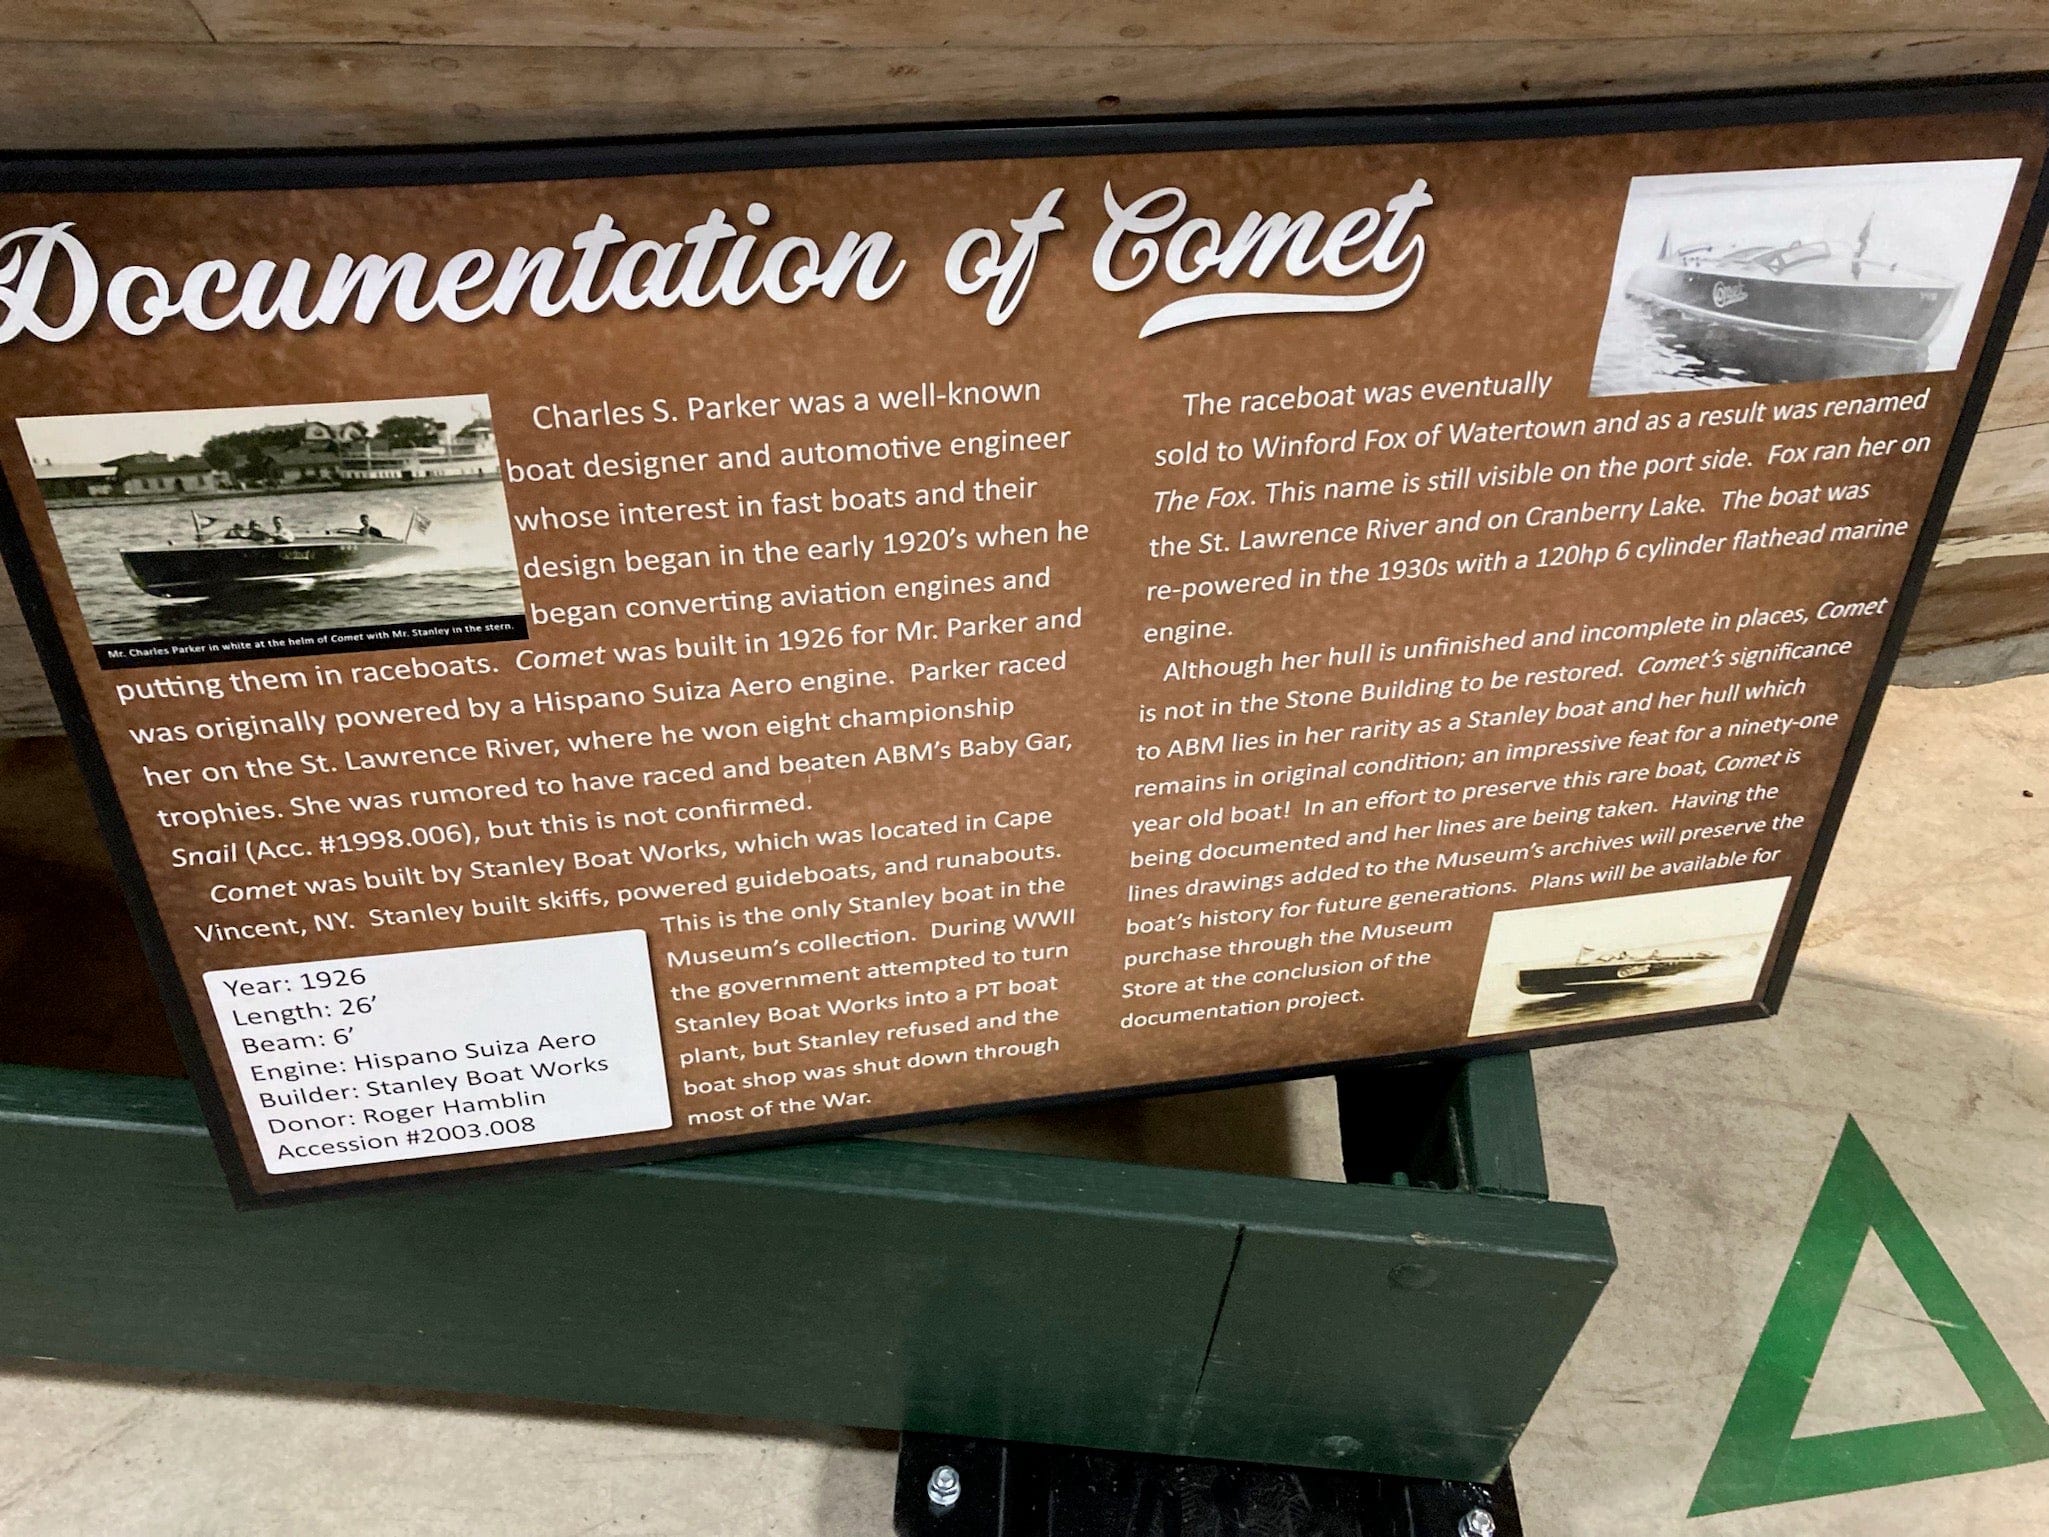 Documentation of Comet
Mr. Charles Parker in white at the helm of Comet with Mr. Stanley in the stern.
Charles S. Parker was a well-known
boat designer and automotive engineer
whose interest in fast boats and their
design began in the early 1920's when he
began converting aviation engines and
putting them in raceboats. Comet was built in 1926 for Mr. Parker and
was originally powered by a Hispano Suiza Aero engine. Parker raced
her on the St. Lawrence River, where he won eight championship
trophies. She was rumored to have raced and beaten ABM's Baby Gar,
Snail (Acc. #1998.006), but this is not confirmed.
Comet was built by Stanley Boat Works, which was located in Cape
Vincent, NY. Stanley built skiffs, powered guideboats, and runabouts.
This is the only Stanley boat in the
Museum's collection. During WWII
the government attempted to turn
Stanley Boat Works into a PT boat
plant, but Stanley refused and the
boat shop was shut down through
most of the War.
Year: 1926
Length: 26'
Beam: 6'
Engine: Hispano Suiza Aero
Builder: Stanley Boat Works
Donor: Roger Hamblin
Accession #2003.008
The raceboat was eventually
sold to Winford Fox of Watertown and as a result was renamed
The Fox. This name is still visible on the port side. Fox ran her on
the St. Lawrence River and on Cranberry Lake. The boat was
re-powered in the 1930s with a 120hp 6 cylinder flathead marine
engine.
Although her hull is unfinished and incomplete in places, Comet
is not in the Stone Building to be restored. Comet's significance
to ABM lies in her rarity as a Stanley boat and her hull which
remains in original condition; an impressive feat for a ninety-one
year old boat! In an effort to preserve this rare boat, Comet is
being documented and her lines are being taken. Having the
lines drawings added to the Museum's archives will preserve the
boat's history for future generations. Plans will be available for
purchase through the Museum
Store at the conclusion of the
documentation project.
Comet